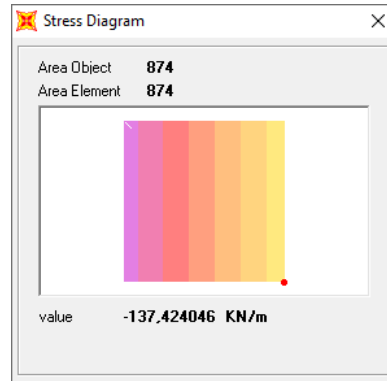 Stress Diagram
Area Object 874
Area Element 874
value -137,424046 KN/m